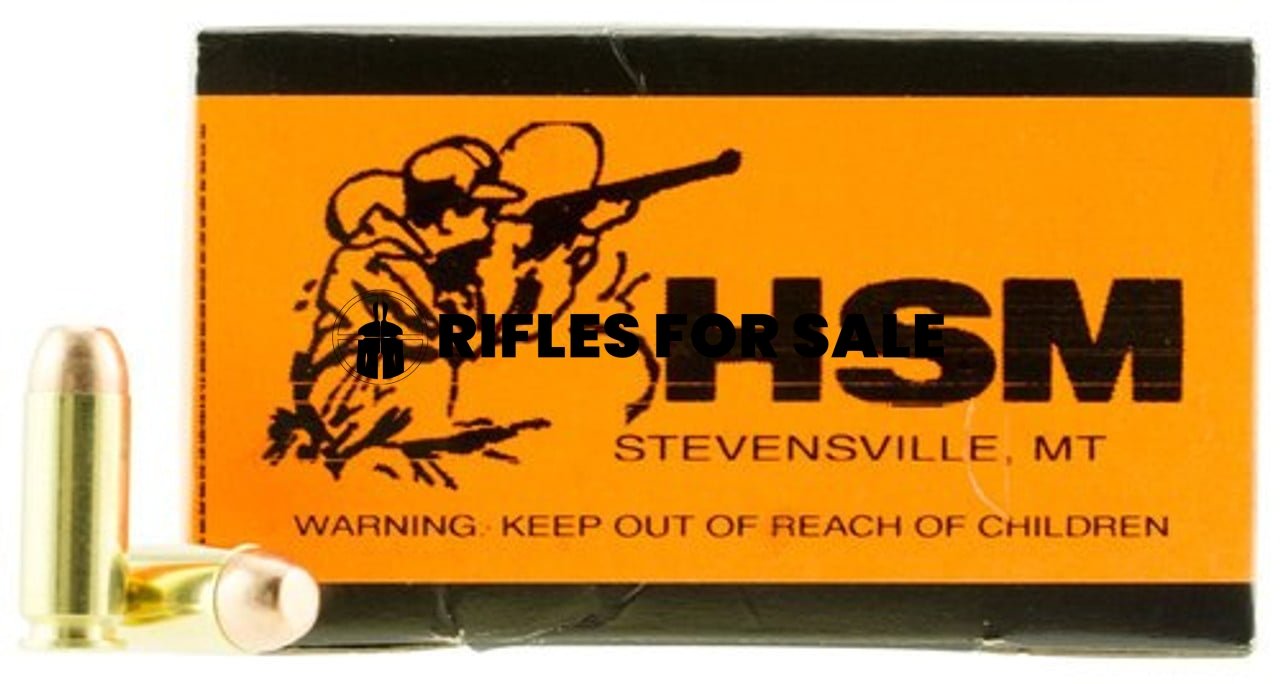 HSM
RIFLES FOR SALE
STEVENSVILLE, MT
WARNING: KEEP OUT OF REACH OF CHILDREN